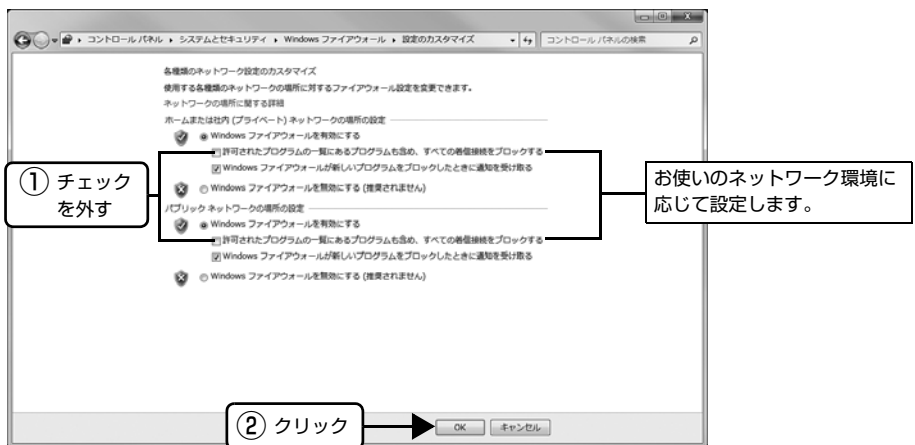 コントロール パネル ▸ システムとセキュリティ ▸ Windows ファイアウォール ▸ 設定のカスタマイズ
コントロール パネルの検索
各種類のネットワーク設定のカスタマイズ
使用する各種類のネットワークの場所に対するファイアウォール設定を変更できます。
ネットワークの場所に関する詳細
ホームまたは社内 (プライベート) ネットワークの場所の設定
Windows ファイアウォールを有効にする
許可されたプログラムの一覧にあるプログラムも含め、すべての着信接続をブロックする
Windows ファイアウォールが新しいプログラムをブロックしたときに通知を受け取る
Windows ファイアウォールを無効にする (推奨されません)
パブリック ネットワークの場所の設定
Windows ファイアウォールを有効にする
許可されたプログラムの一覧にあるプログラムも含め、すべての着信接続をブロックする
Windows ファイアウォールが新しいプログラムをブロックしたときに通知を受け取る
Windows ファイアウォールを無効にする (推奨されません)
① チェック
を外す
お使いのネットワーク環境に
応じて設定します。
② クリック
OK
キャンセル